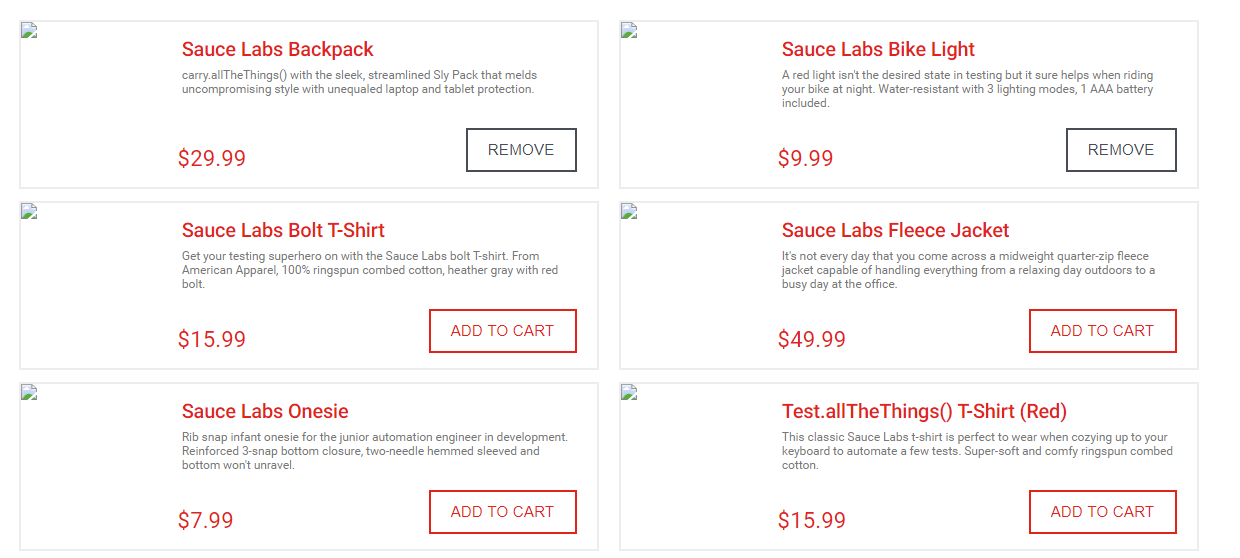 Sauce Labs Backpack
carry.allTheThings() with the sleek, streamlined Sly Pack that melds
uncompromising style with unequaled laptop and tablet protection.
$29.99
REMOVE
Sauce Labs Bike Light
A red light isn't the desired state in testing but it sure helps when riding
your bike at night. Water-resistant with 3 lighting modes, 1 AAA battery
included.
$9.99
REMOVE
Sauce Labs Bolt T-Shirt
Get your testing superhero on with the Sauce Labs bolt T-shirt. From
American Apparel, 100% ringspun combed cotton, heather gray with red
bolt.
$15.99
ADD TO CART
Sauce Labs Fleece Jacket
It's not every day that you come across a midweight quarter-zip fleece
jacket capable of handling everything from a relaxing day outdoors to a
busy day at the office.
$49.99
ADD TO CART
Sauce Labs Onesie
Rib snap infant onesie for the junior automation engineer in development.
Reinforced 3-snap bottom closure, two-needle hemmed sleeved and
bottom won't unravel.
$7.99
ADD TO CART
Test.allTheThings() T-Shirt (Red)
This classic Sauce Labs t-shirt is perfect to wear when cozying up to your
keyboard to automate a few tests. Super-soft and comfy ringspun combed
cotton.
$15.99
ADD TO CART